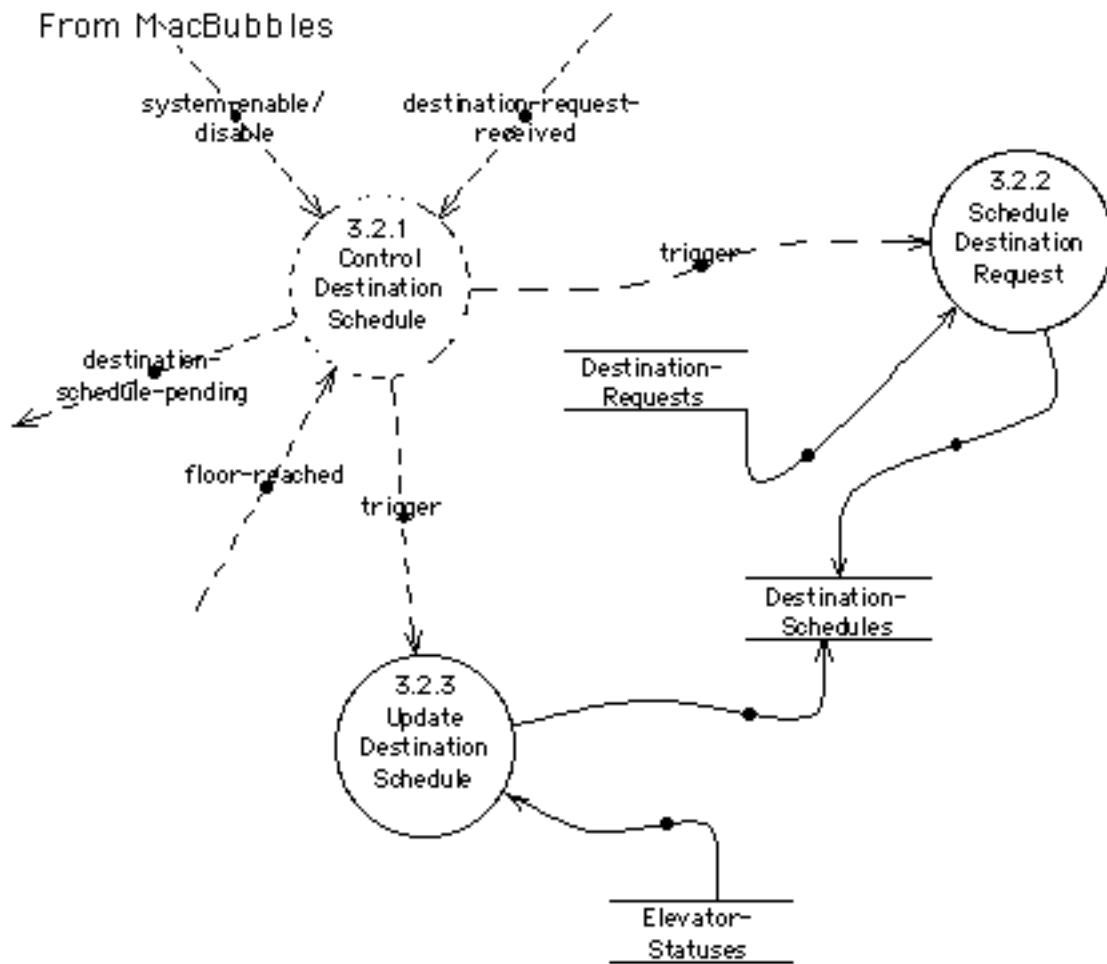 From MacBubbles
system-enable/
disable
destination-request-
received
3.2.1
Control
Destination
Schedule
3.2.2
Schedule
Destination
Request
trigger
destination-
schedule-pending
Destination-
Requests
floor-reached
trigger
Destination-
Schedules
3.2.3
Update
Destination
Schedule
Elevator-
Statuses